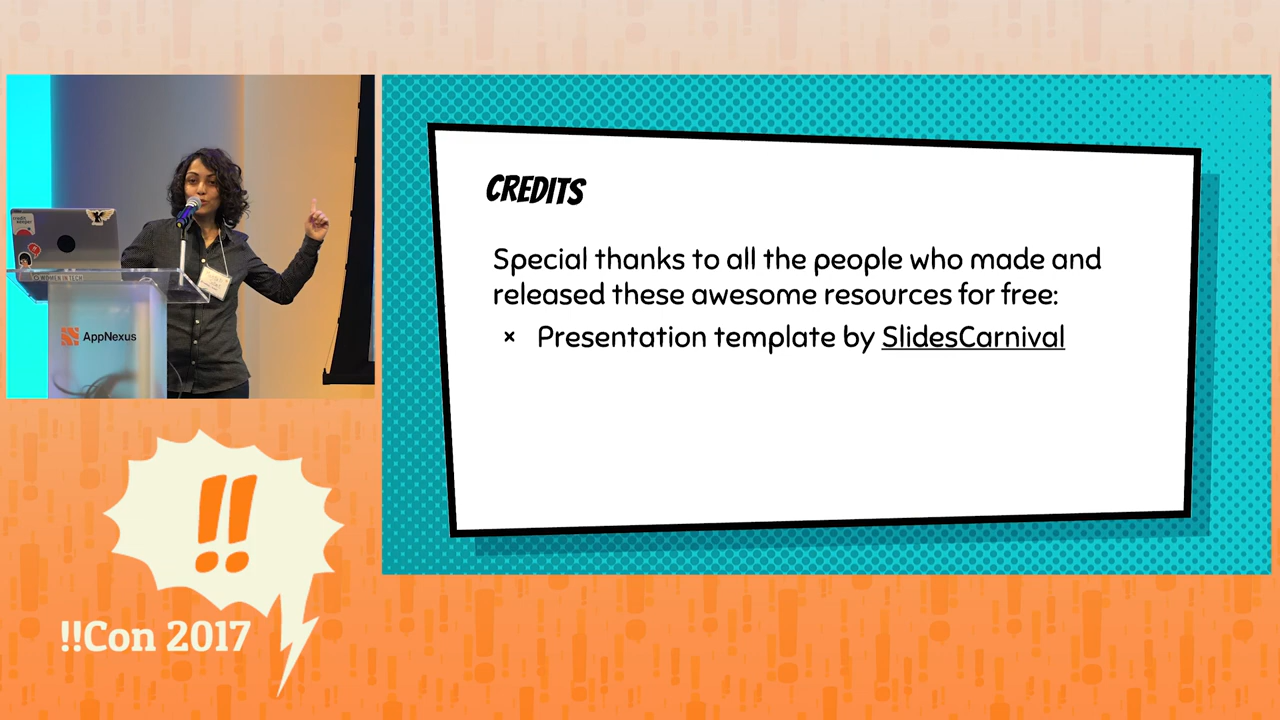 CREDITS
Special thanks to all the people who made and
released these awesome resources for free:
× Presentation template by SlidesCarnival
AppNexus
!!
!!Con 2017